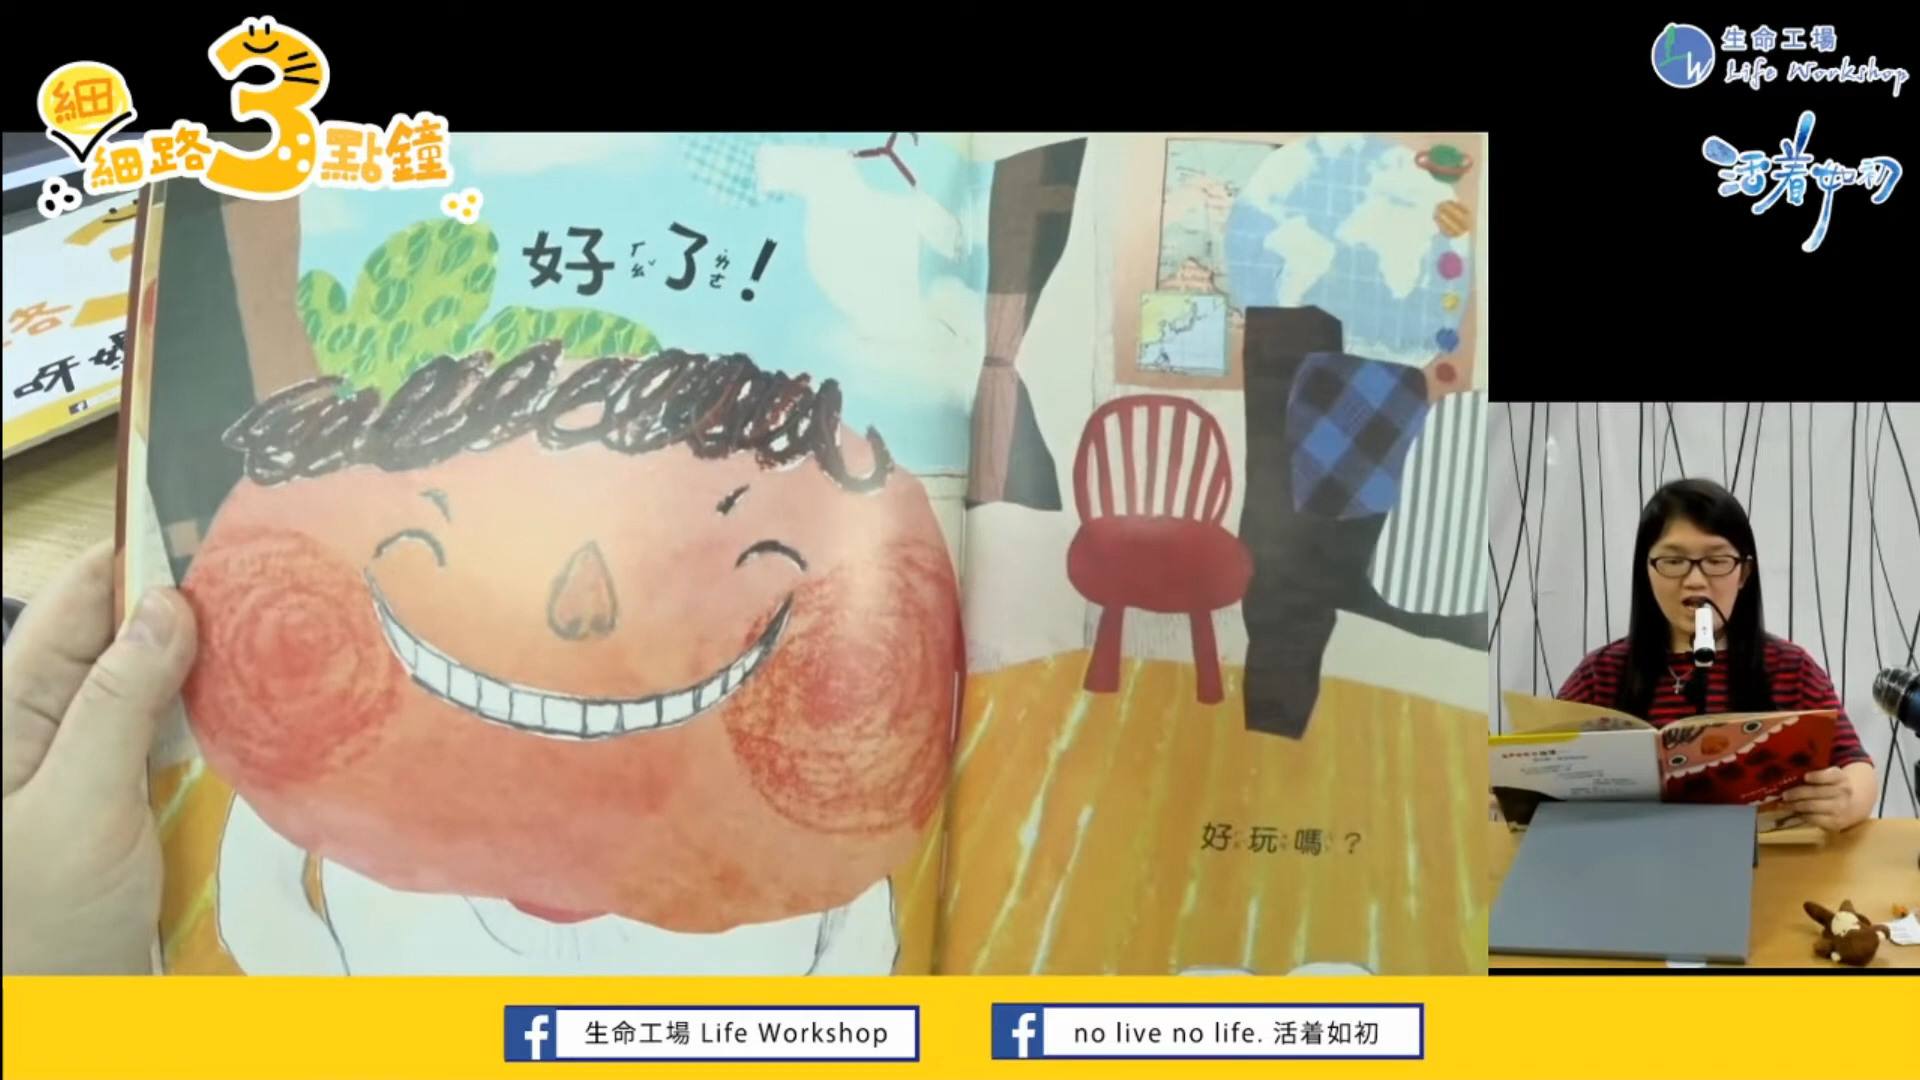 細
細路3點鐘
生命工場
Life Workshop
活着如初
好了！
好玩嗎？
生命工場 Life Workshop
no live no life. 活着如初